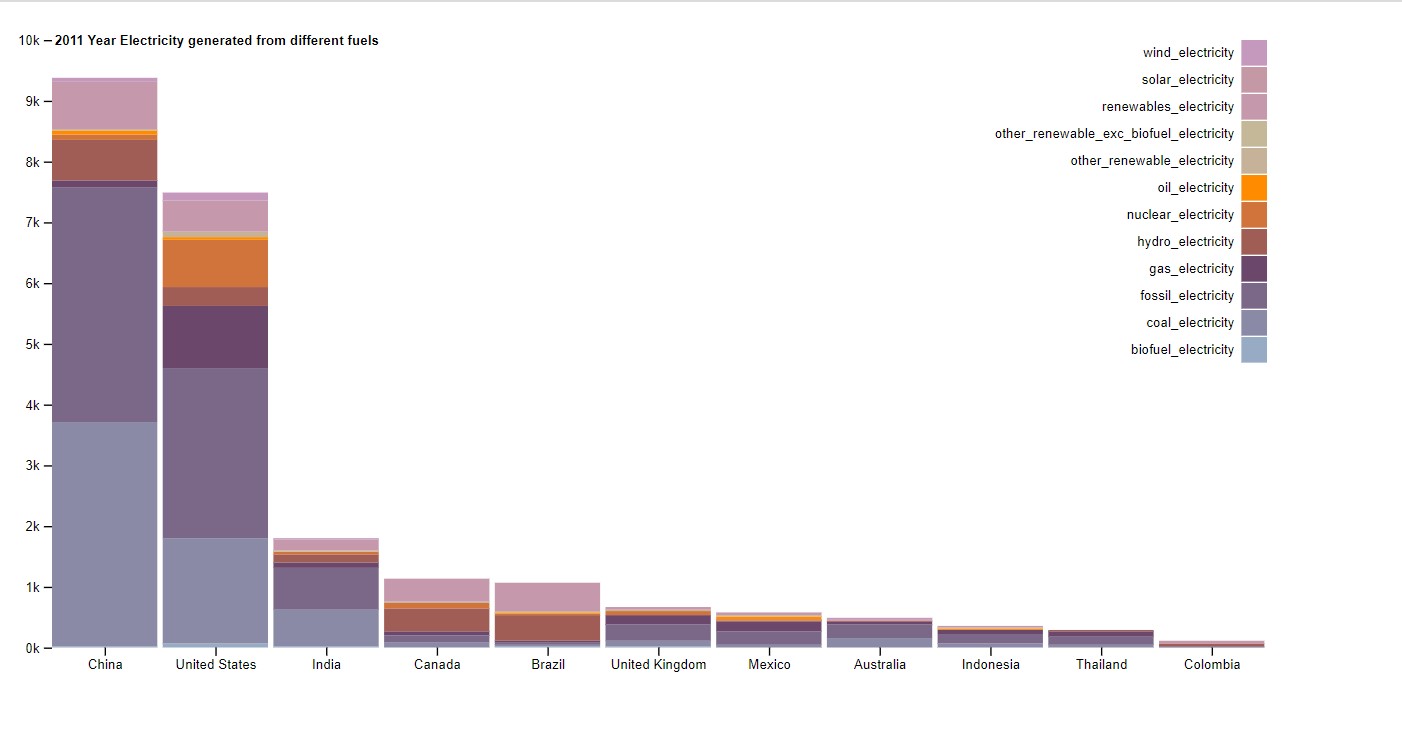 10k
2011 Year Electricity generated from different fuels
wind_electricity
9k
solar_electricity
renewables_electricity
other_renewable_exc_biofuel_electricity
8k
other_renewable_electricity
oil_electricity
nuclear_electricity
7k
hydro_electricity
gas_electricity
6k
fossil_electricity
coal_electricity
5k
biofuel_electricity
4k
3k
2k
1k
0k
China
United States
India
Canada
Brazil
United Kingdom
Mexico
Australia
Indonesia
Thailand
Colombia